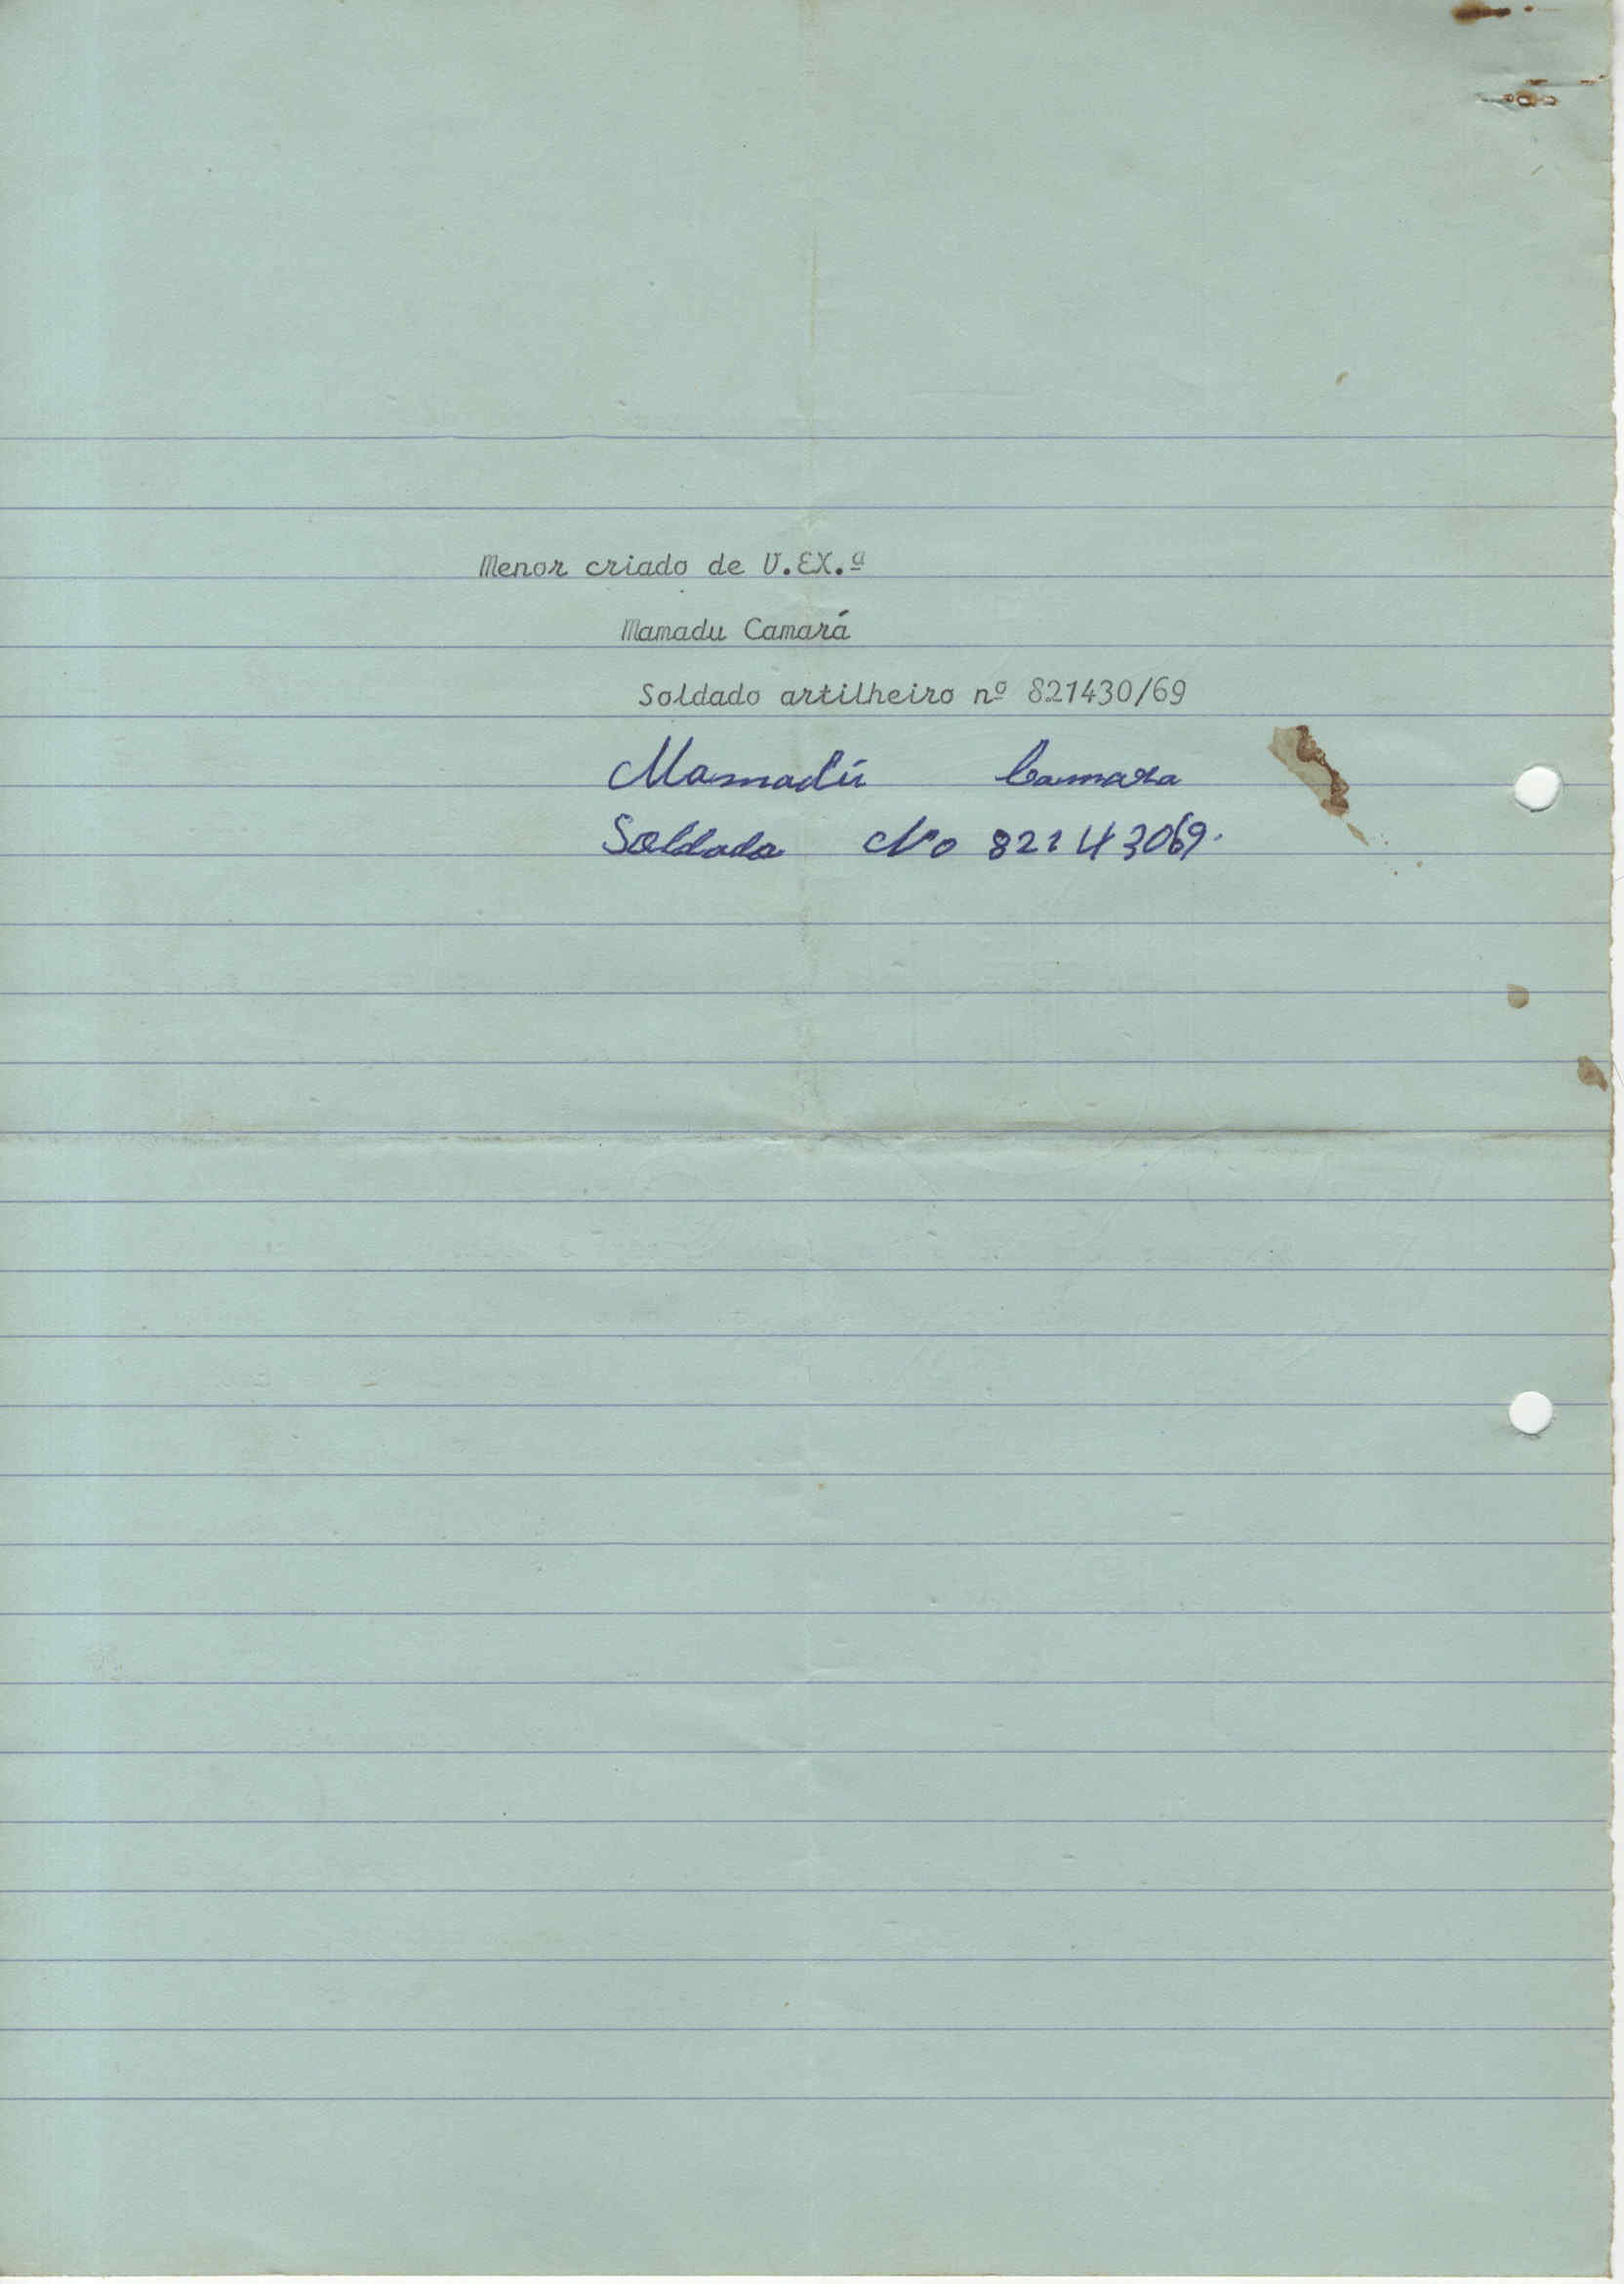 Menor criado de V.EX.ª
Mamadu Camará
Soldado artilheiro nº 821430/69
Mamadú Camara
Soldado No 82143069.